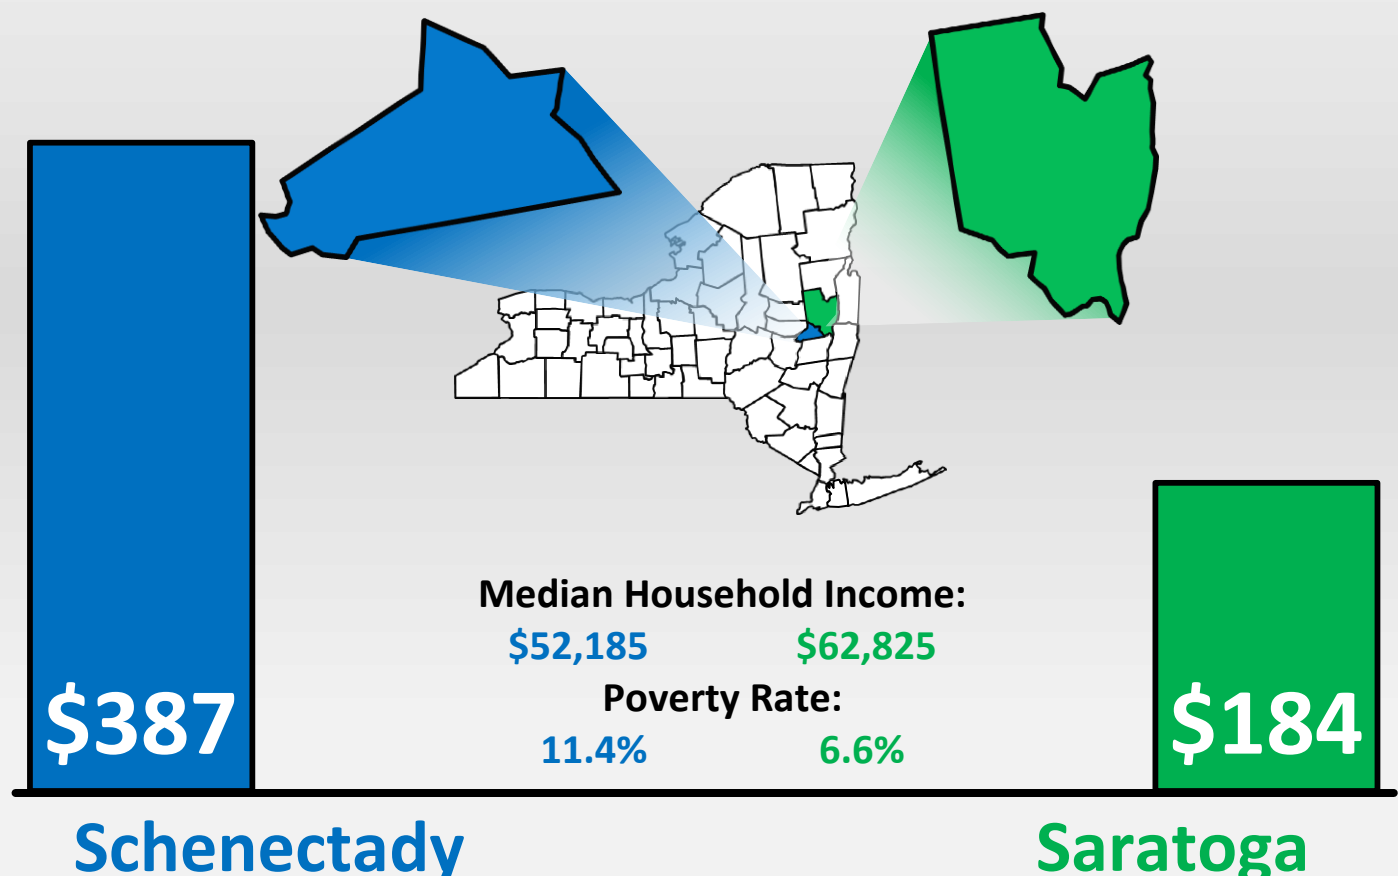 Median Household Income:
$52,185 $62,825
Poverty Rate:
11.4% 6.6%
$387 $184
Schenectady Saratoga